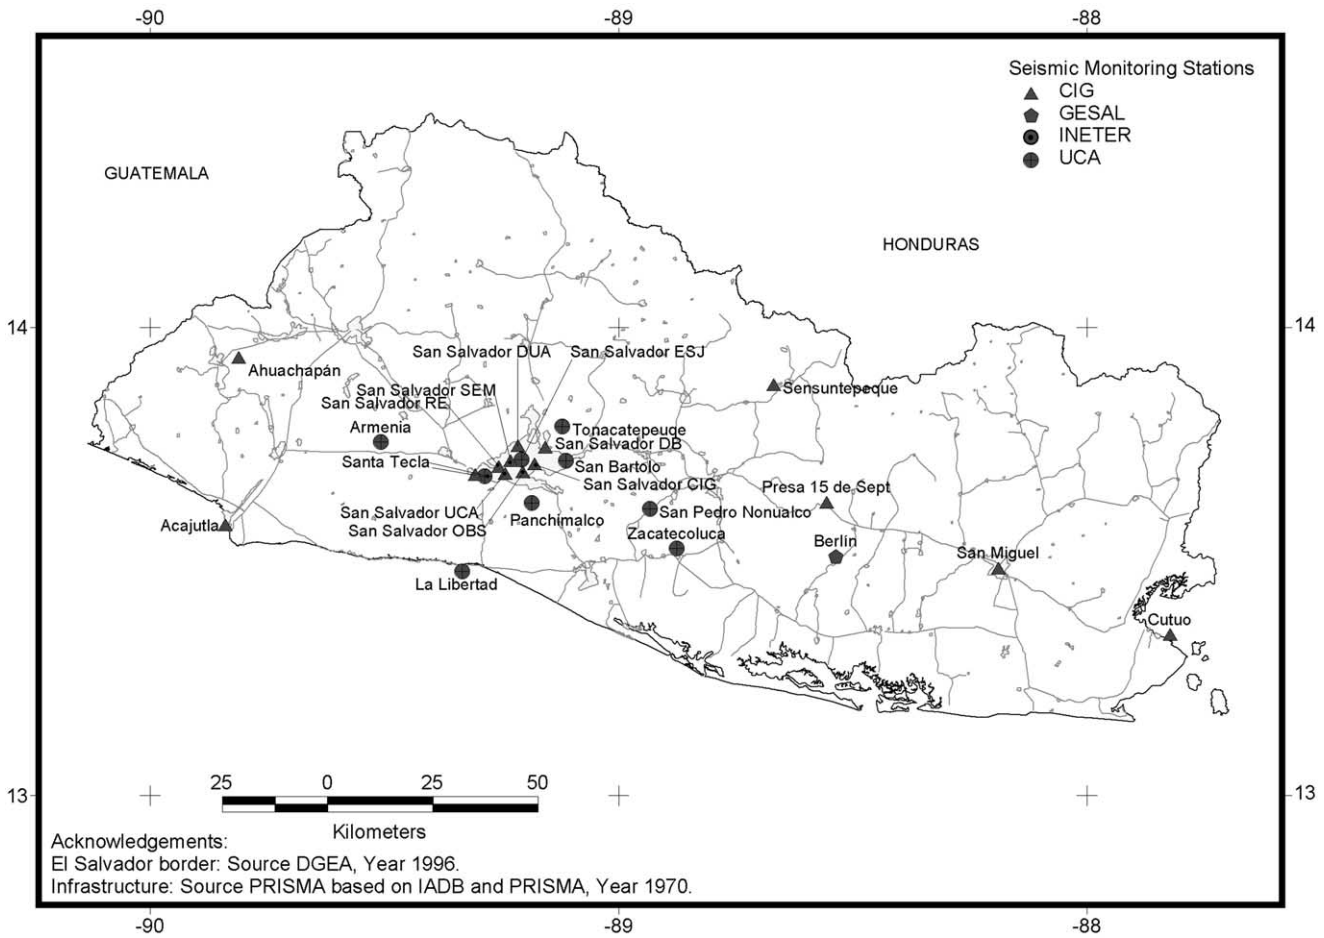 -90 -89 -88
Seismic Monitoring Stations
CIG
GESAL
INETER
UCA
GUATEMALA
HONDURAS
14 14
San Salvador DUA San Salvador ESJ
Ahuachapán
Sensuntepeque
San Salvador SEM
San Salvador RE
Armenia
Tonacatepeuqe
San Salvador DB
Santa Tecla
San Bartolo
San Salvador CIG
Presa 15 de Sept
San Salvador UCA
San Pedro Nonualco
Panchimalco
Acajutla
San Salvador OBS
Zacatecoluca
Berlín
San Miguel
La Libertad
Cutuo
25 0 25 50
13 13
Kilometers
Acknowledgements:
El Salvador border: Source DGEA, Year 1996.
Infrastructure: Source PRISMA based on IADB and PRISMA, Year 1970.
-90 -89 -88